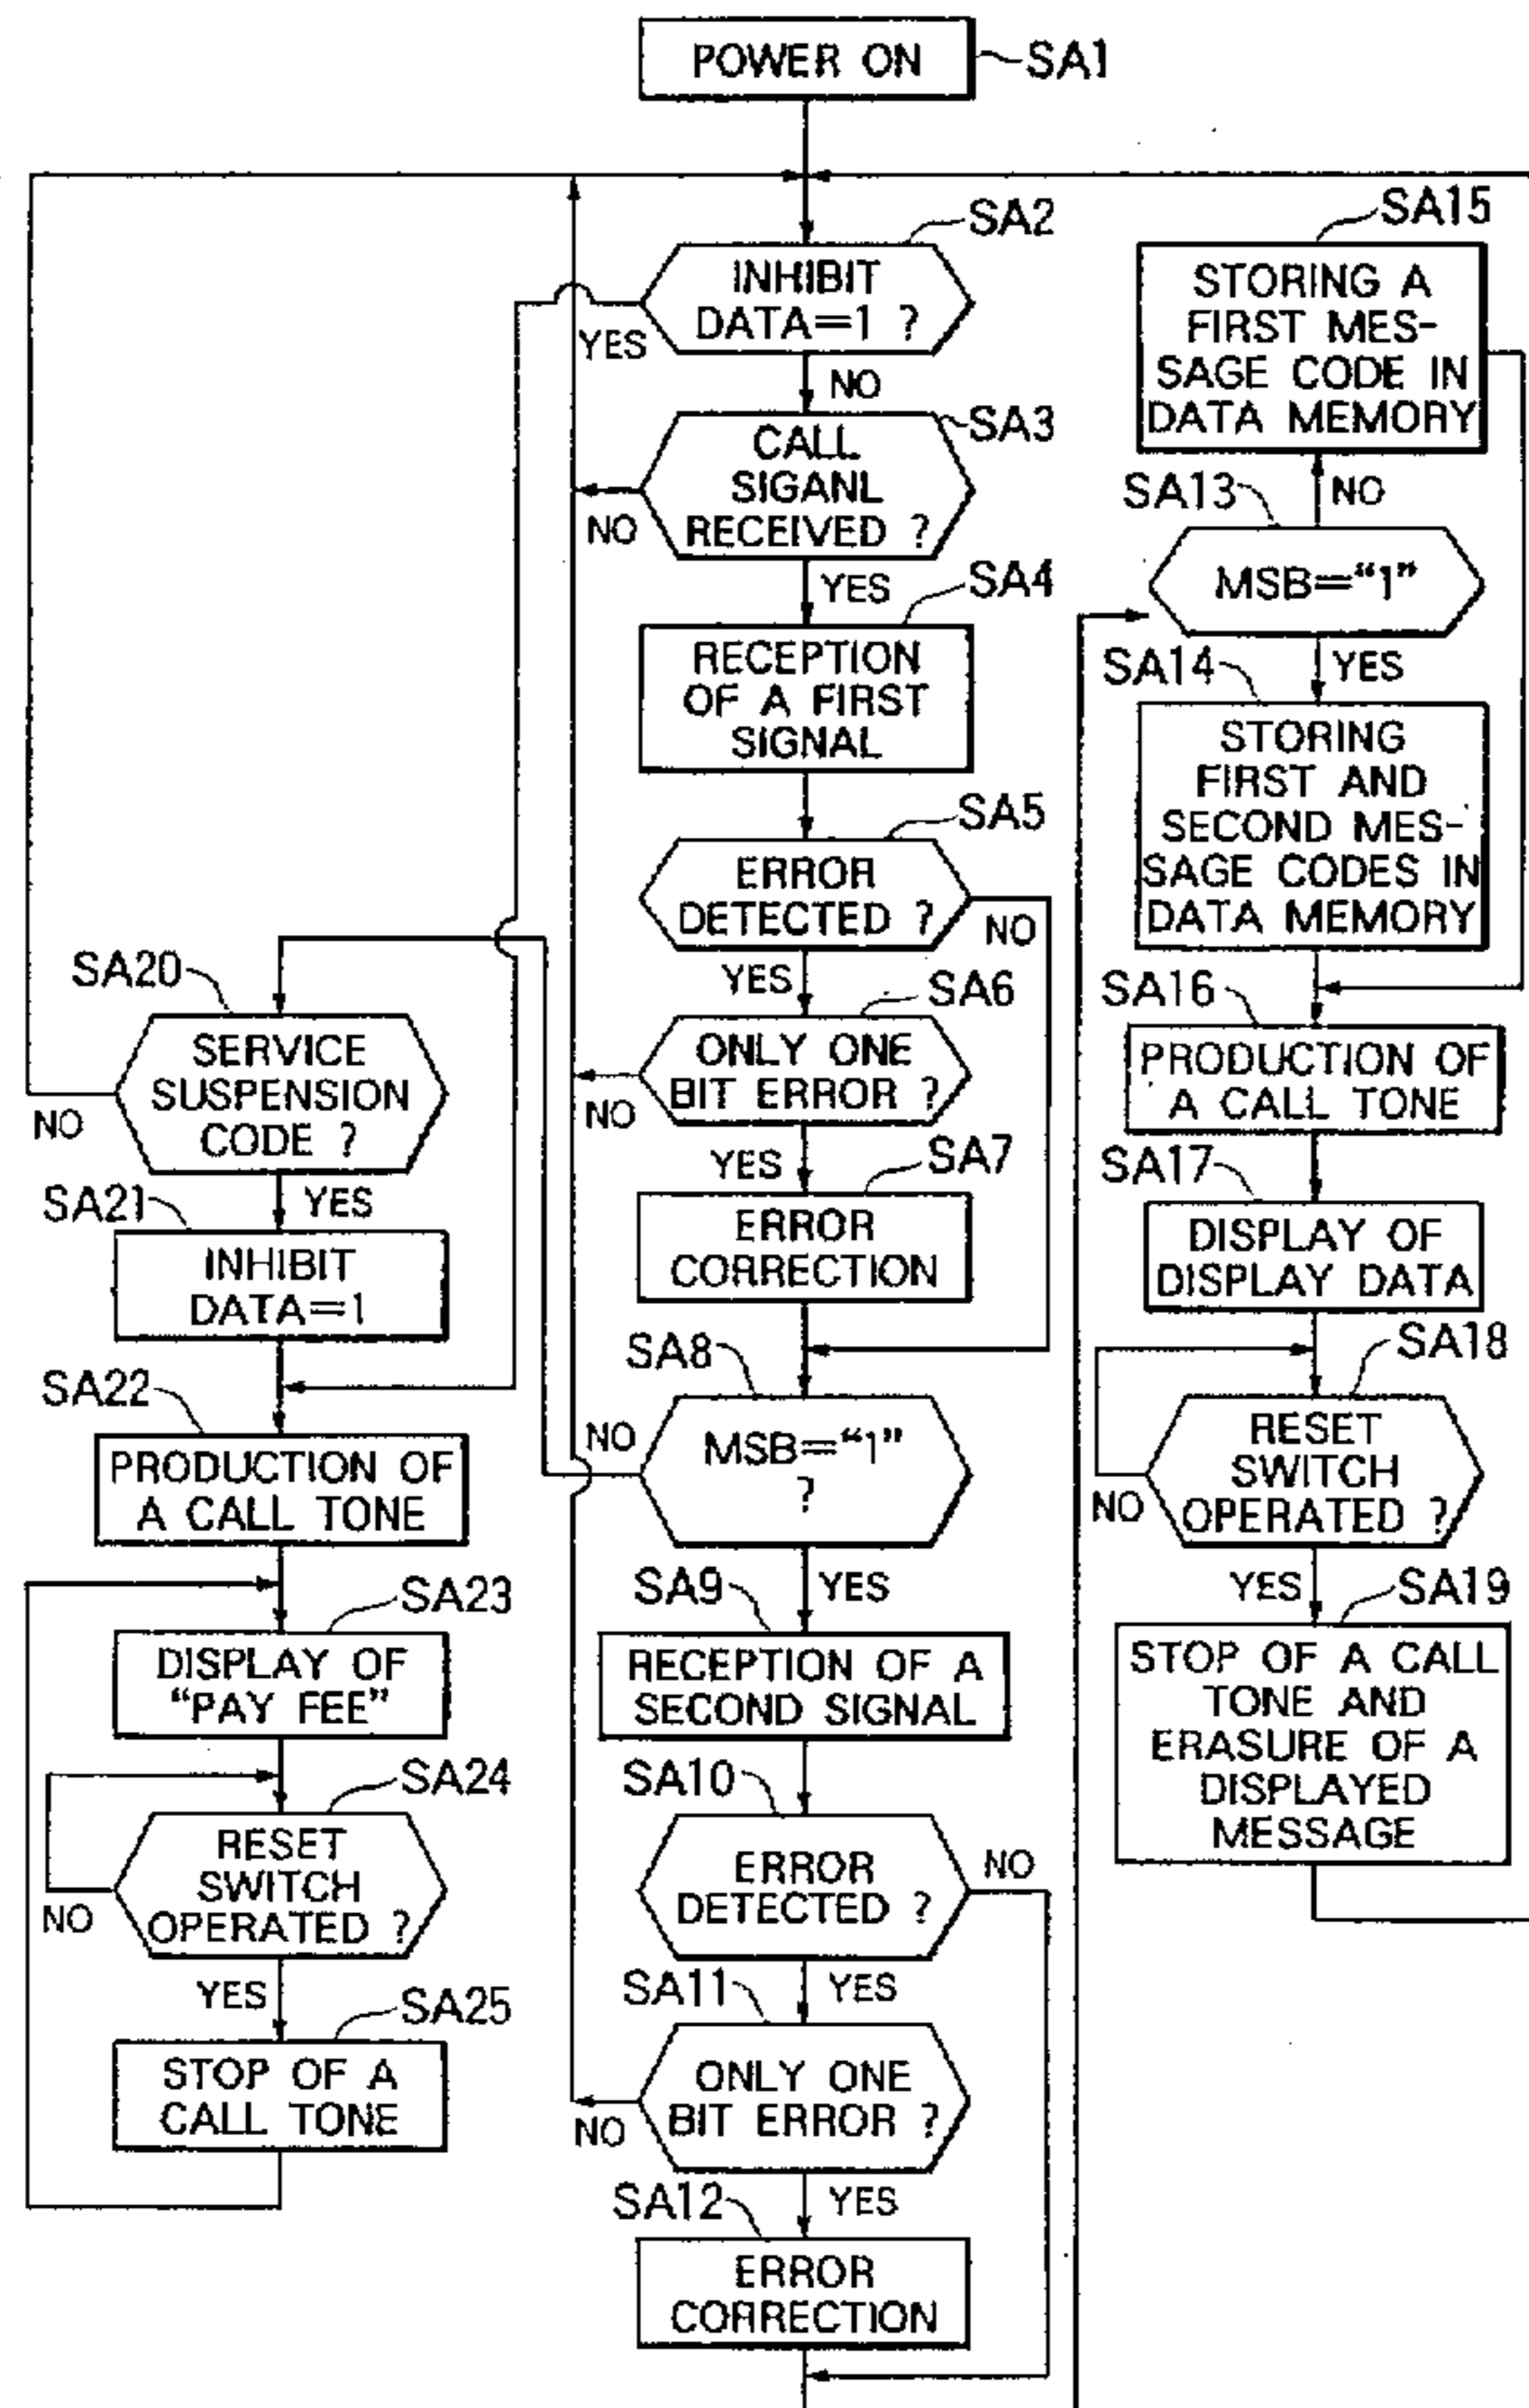 POWER ON
SA1
SA2
INHIBIT
DATA=1 ?
YES
NO
SA3
CALL
SIGANL
RECEIVED ?
NO
YES
SA4
RECEPTION
OF A FIRST
SIGNAL
SA5
ERROR
DETECTED ?
NO
YES
SA6
ONLY ONE
BIT ERROR ?
NO
YES
SA7
ERROR
CORRECTION
SA8
MSB="1"
?
NO
YES
SA9
RECEPTION OF A
SECOND SIGNAL
SA10
ERROR
DETECTED ?
NO
YES
SA11
ONLY ONE
BIT ERROR ?
NO
YES
SA12
ERROR
CORRECTION
SA13
MSB="1"
NO
YES
SA15
STORING A
FIRST MES-
SAGE CODE IN
DATA MEMORY
SA14
STORING
FIRST AND
SECOND MES-
SAGE CODES IN
DATA MEMORY
SA16
PRODUCTION OF
A CALL TONE
SA17
DISPLAY OF
DISPLAY DATA
SA18
RESET
SWITCH
OPERATED ?
NO
YES
SA19
STOP OF A CALL
TONE AND
ERASURE OF A
DISPLAYED
MESSAGE
SA20
SERVICE
SUSPENSION
CODE ?
NO
YES
SA21
INHIBIT
DATA=1
SA22
PRODUCTION OF
A CALL TONE
SA23
DISPLAY OF
"PAY FEE"
SA24
RESET
SWITCH
OPERATED ?
NO
YES
SA25
STOP OF A
CALL TONE